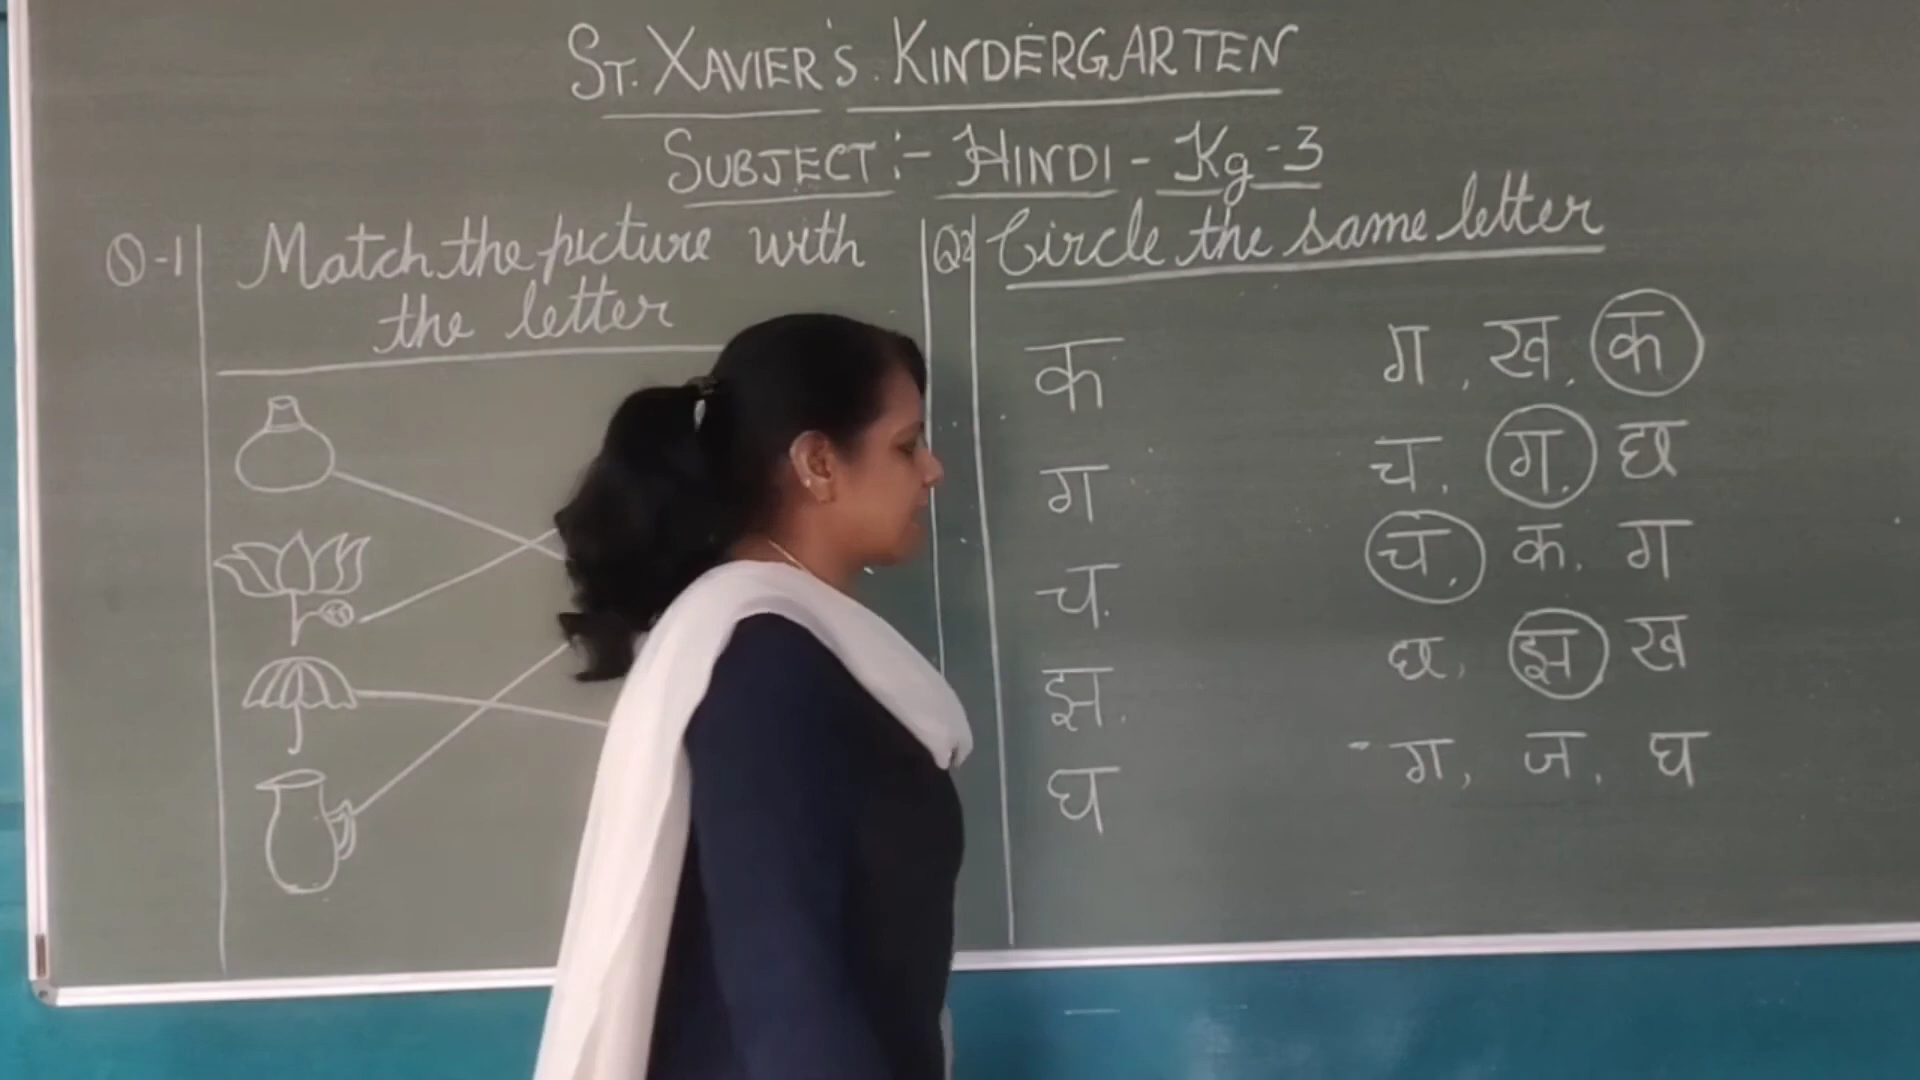 ST. XAVIER'S. KINDERGARTEN
SUBJECT:- HINDI - Kg-3
Q-1 Match the picture with
the letter
Q2 Circle the same letter
क ग , ख , क
ग च , ग . छ
च . च . क . ग
झ . छ , झ ख
घ - ग , ज , घ